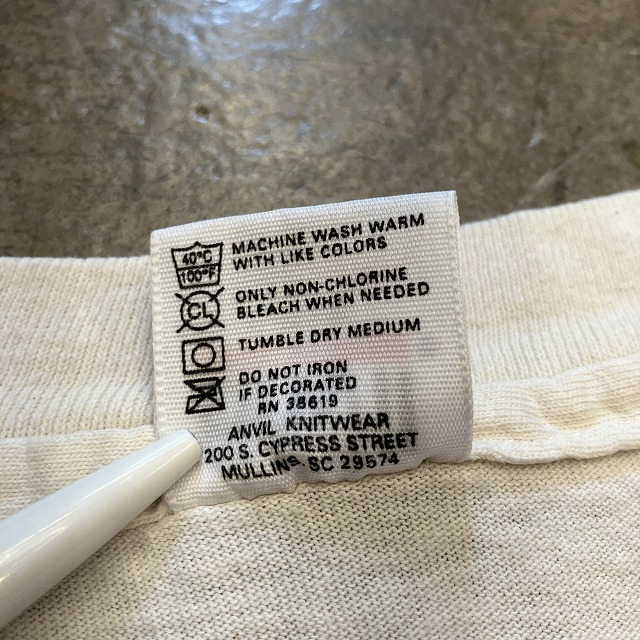 40°C
100°F
MACHINE WASH WARM
WITH LIKE COLORS
CL
ONLY NON-CHLORINE
BLEACH WHEN NEEDED
TUMBLE DRY MEDIUM
DO NOT IRON
IF DECORATED
RN 38619
ANVIL KNITWEAR
200 S. CYPRESS STREET
MULLINS, SC 29574